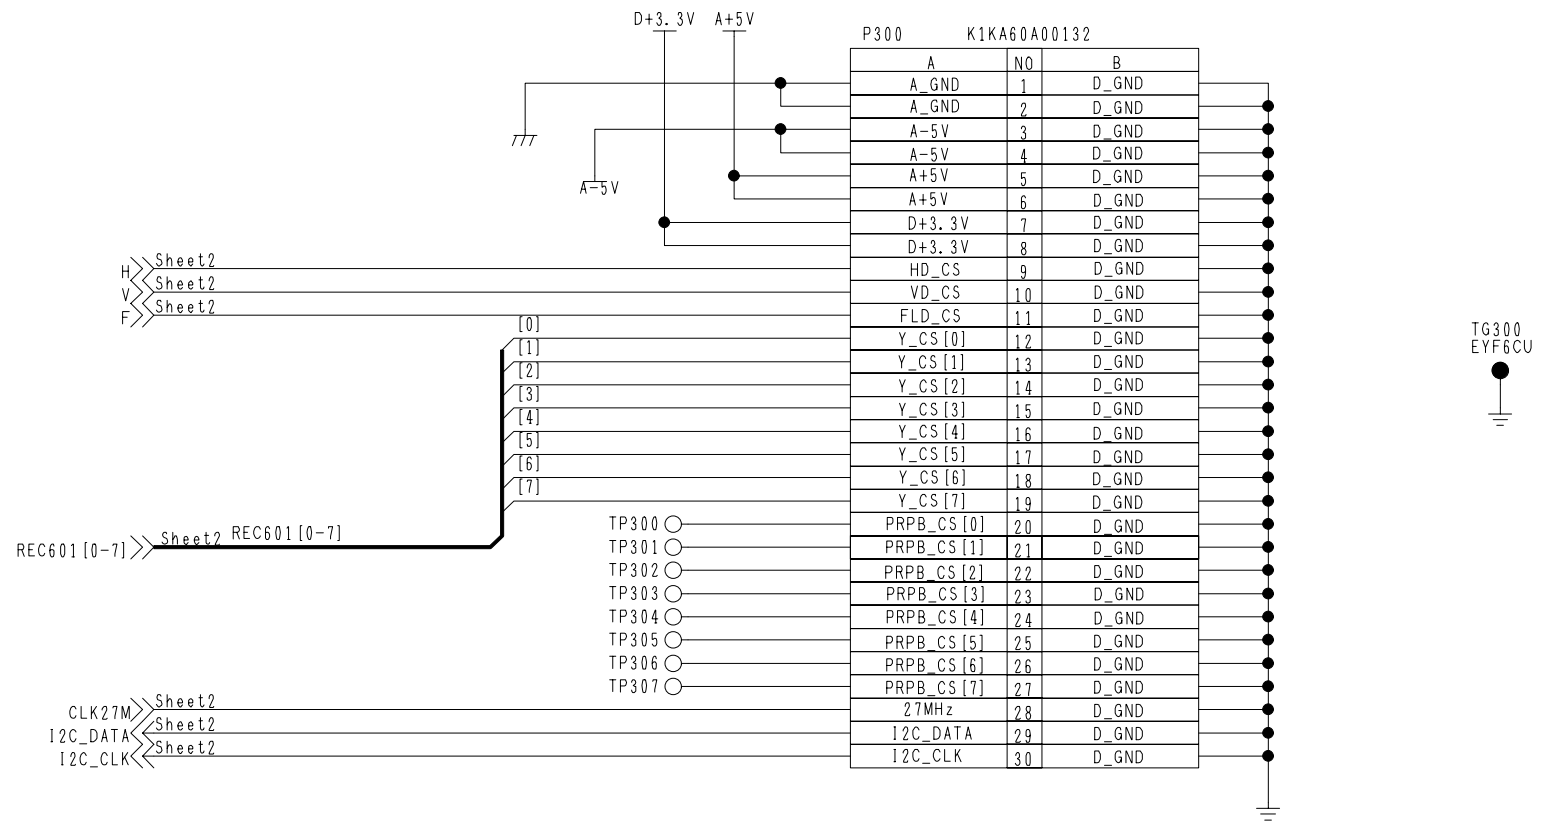 D+3.3V A+5V
P300 K1KA60A00132
A NO B
A_GND 1 D_GND
A_GND 2 D_GND
A-5V 3 D_GND
A-5V 4 D_GND
A+5V 5 D_GND
A-5V
A+5V 6 D_GND
D+3.3V 7 D_GND
D+3.3V 8 D_GND
H Sheet2 HD_CS 9 D_GND
V Sheet2 VD_CS 10 D_GND
F Sheet2 FLD_CS 11 D_GND
[0] Y_CS[0] 12 D_GND
[1] Y_CS[1] 13 D_GND
[2] Y_CS[2] 14 D_GND
[3] Y_CS[3] 15 D_GND
[4] Y_CS[4] 16 D_GND
[5] Y_CS[5] 17 D_GND
[6] Y_CS[6] 18 D_GND
[7] Y_CS[7] 19 D_GND
TP300 PRPB_CS[0] 20 D_GND
REC601[0-7] Sheet2 REC601[0-7]
TP301 PRPB_CS[1] 21 D_GND
TP302 PRPB_CS[2] 22 D_GND
TP303 PRPB_CS[3] 23 D_GND
TP304 PRPB_CS[4] 24 D_GND
TP305 PRPB_CS[5] 25 D_GND
TP306 PRPB_CS[6] 26 D_GND
TP307 PRPB_CS[7] 27 D_GND
CLK27M Sheet2 27MHz 28 D_GND
I2C_DATA Sheet2 I2C_DATA 29 D_GND
I2C_CLK Sheet2 I2C_CLK 30 D_GND
TG300
EYF6CU